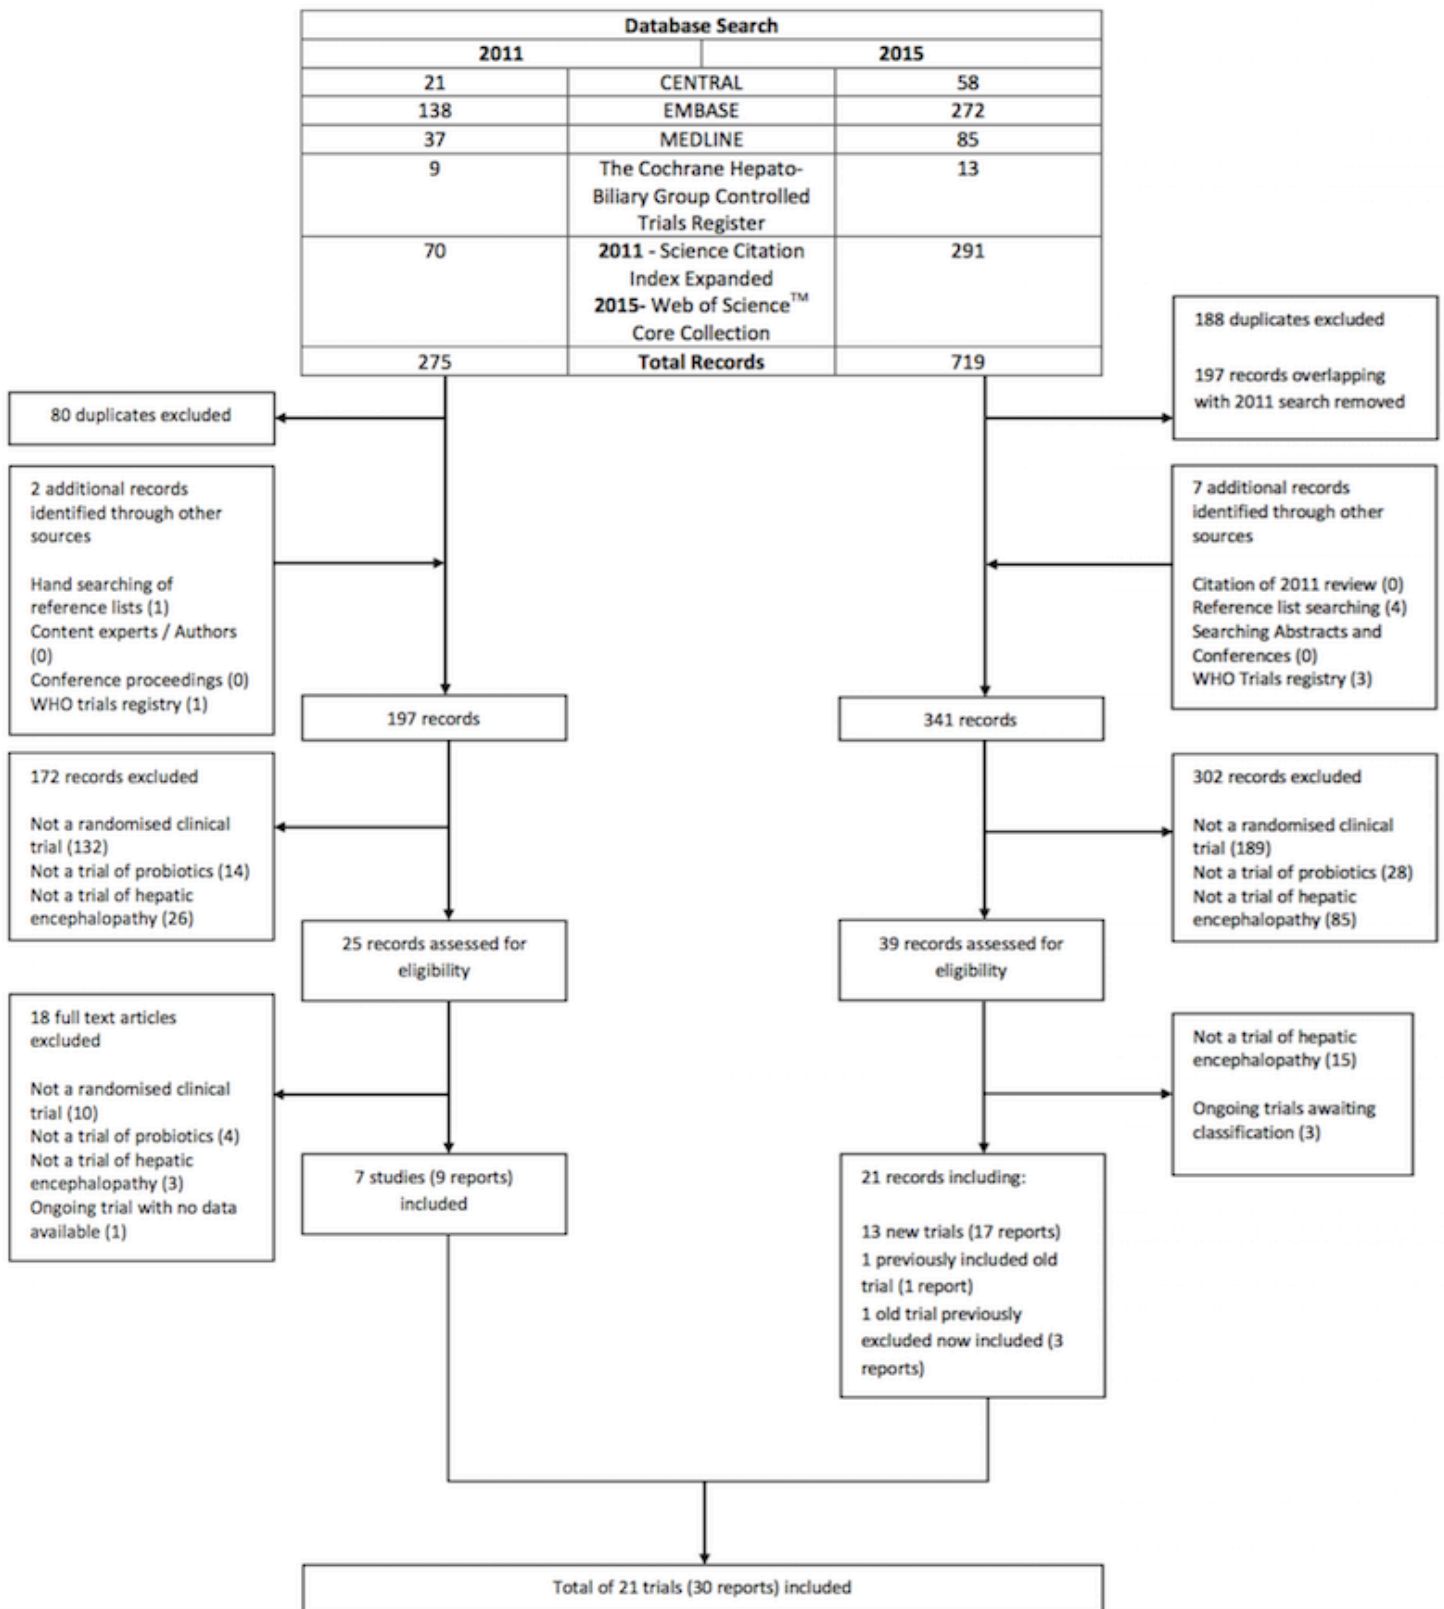 Database Search
2011 2015
21 CENTRAL 58
138 EMBASE 272
37 MEDLINE 85
9 The Cochrane Hepato- 13
Biliary Group Controlled
Trials Register
70 2011 - Science Citation 291
Index Expanded
2015- Web of Science™
Core Collection
275 Total Records 719
80 duplicates excluded
188 duplicates excluded
197 records overlapping
with 2011 search removed
2 additional records
identified through other
sources
Hand searching of
reference lists (1)
Content experts / Authors
(0)
Conference proceedings (0)
WHO trials registry (1)
7 additional records
identified through other
sources
Citation of 2011 review (0)
Reference list searching (4)
Searching Abstracts and
Conferences (0)
WHO Trials registry (3)
197 records
341 records
172 records excluded
Not a randomised clinical
trial (132)
Not a trial of probiotics (14)
Not a trial of hepatic
encephalopathy (26)
302 records excluded
Not a randomised clinical
trial (189)
Not a trial of probiotics (28)
Not a trial of hepatic
encephalopathy (85)
25 records assessed for
eligibility
39 records assessed for
eligibility
18 full text articles
excluded
Not a randomised clinical
trial (10)
Not a trial of probiotics (4)
Not a trial of hepatic
encephalopathy (3)
Ongoing trial with no data
available (1)
Not a trial of hepatic
encephalopathy (15)
Ongoing trials awaiting
classification (3)
7 studies (9 reports)
included
21 records including:
13 new trials (17 reports)
1 previously included old
trial (1 report)
1 old trial previously
excluded now included (3
reports)
Total of 21 trials (30 reports) included